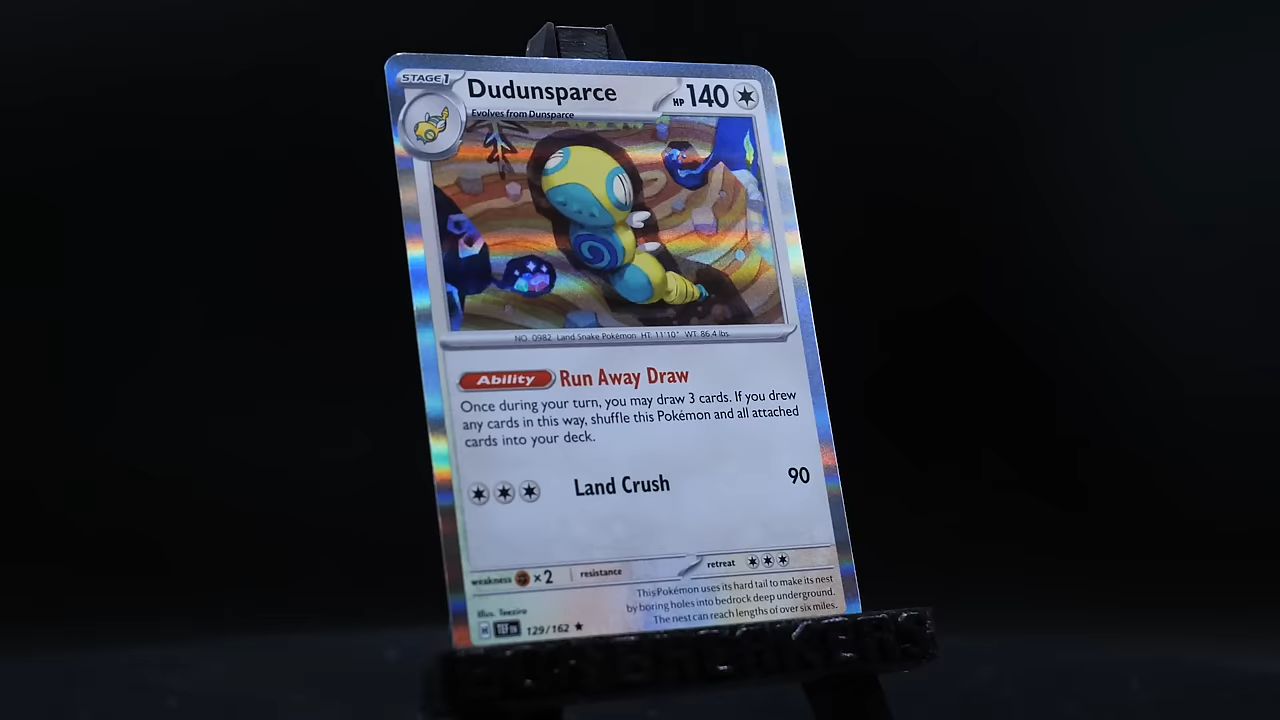 STAGE 1
Dudunsparce
HP 140
Evolves from Dunsparce
NO. 0982 Land Snake Pokémon HT: 11'10" WT: 86.4 lbs.
Ability Run Away Draw
Once during your turn, you may draw 3 cards. If you drew
any cards in this way, shuffle this Pokémon and all attached
cards into your deck.
Land Crush 90
weakness ×2 resistance retreat
This Pokémon uses its hard tail to make its nest
by boring holes into bedrock deep underground.
The nest can reach lengths of over six miles.
Illus. Teeziro
H TEF EN 129/162